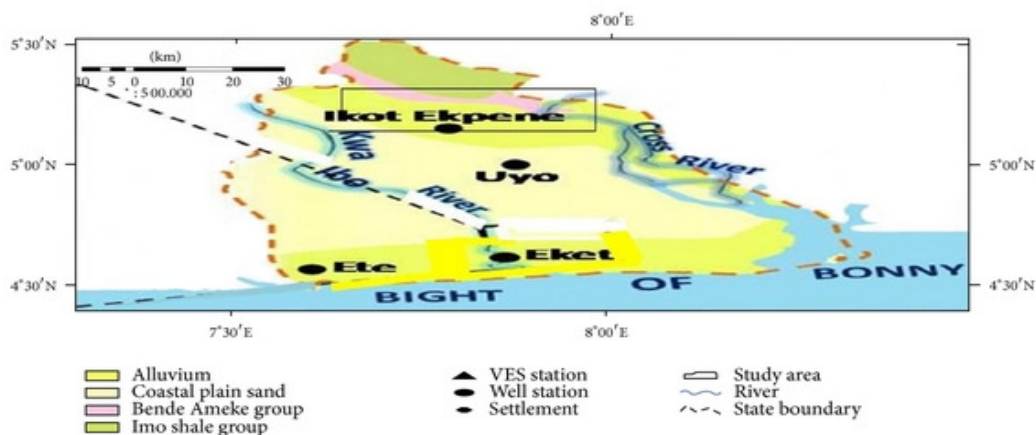 8°00′E
5°30′N
(km)
10 5 0 10 20 30
1 : 500.000
Ikot Ekpene
Kwa
Cross
River
5°00′N
5°00′N
Ibo
River
Uyo
Ete
Eket
4°30′N
BIGHT OF BONNY
4°30′N
7°30′E
8°00′E
Alluvium
VES station
Study area
Coastal plain sand
Well station
River
Bende Ameke group
Settlement
State boundary
Imo shale group